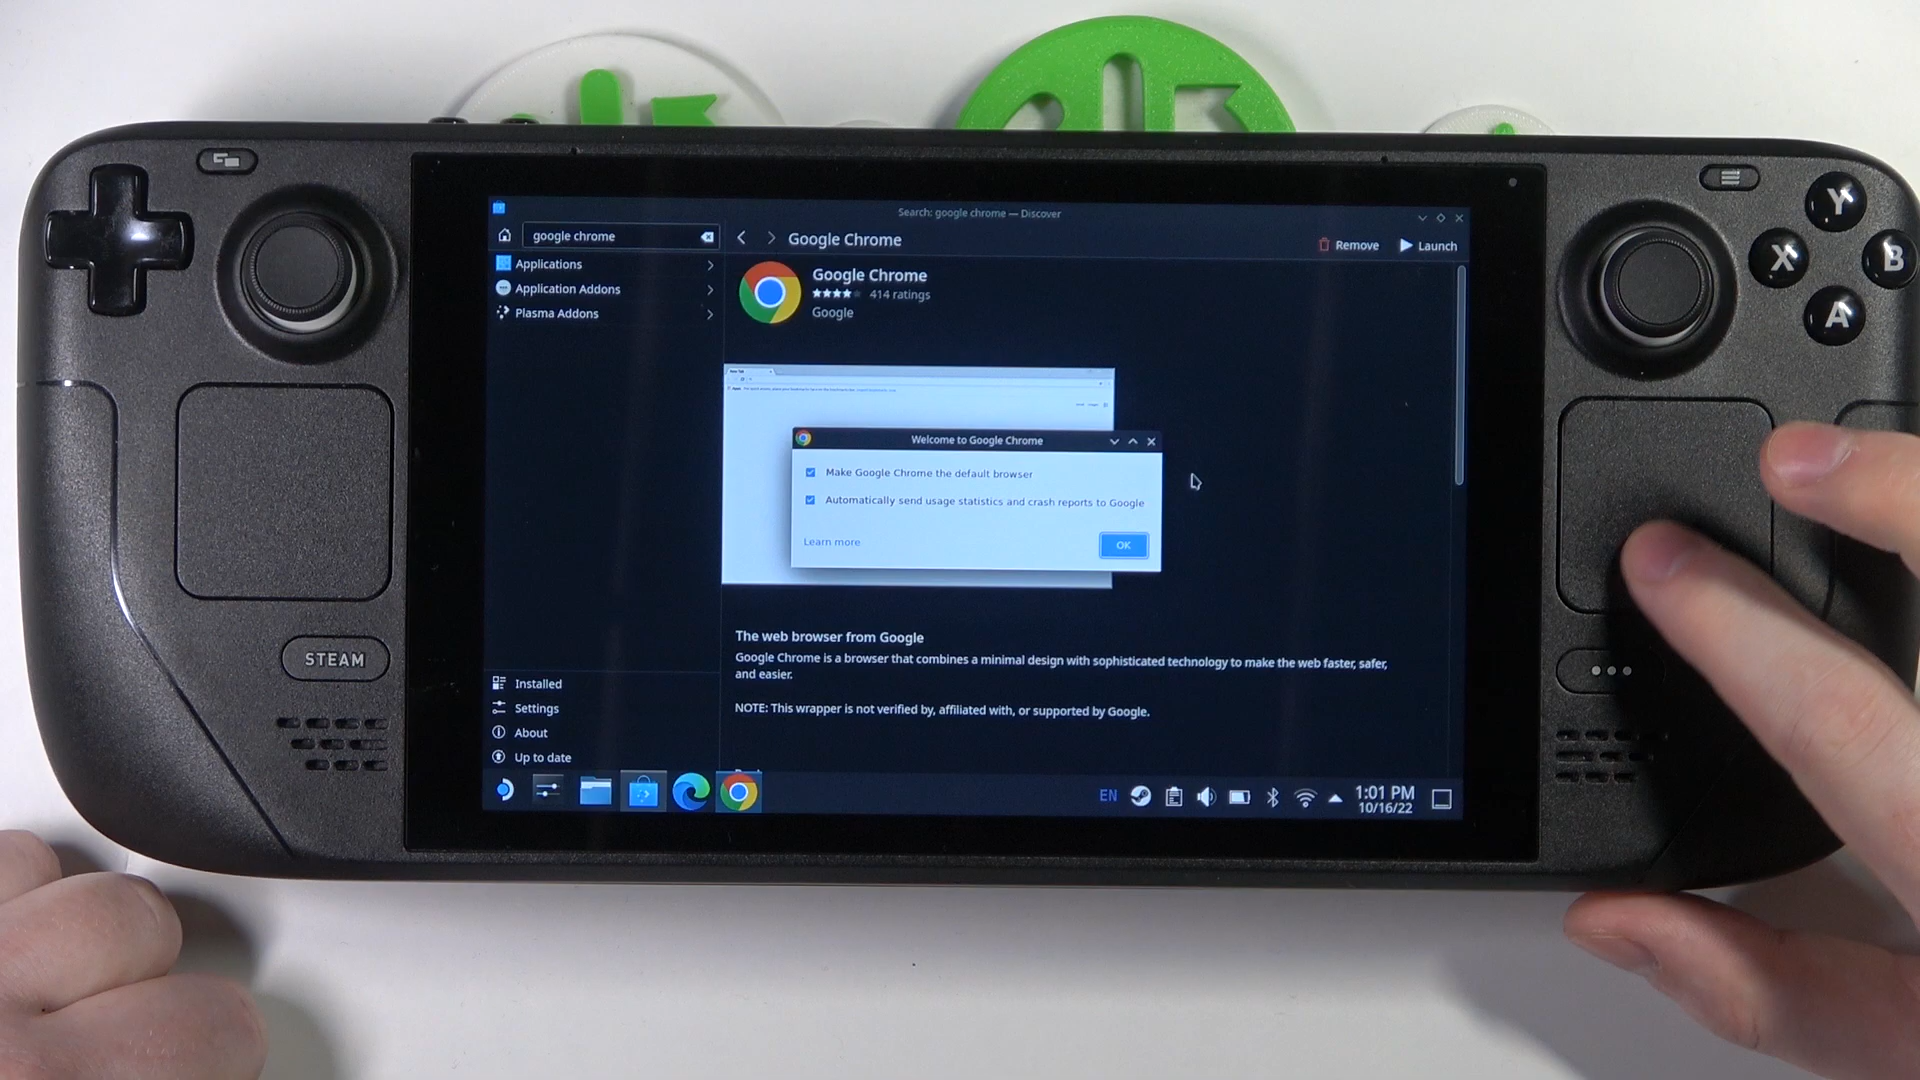 Search: google chrome — Discover
google chrome
Google Chrome
Remove
Launch
Applications
Application Addons
Plasma Addons
Google Chrome
414 ratings
Google
Welcome to Google Chrome
Make Google Chrome the default browser
Automatically send usage statistics and crash reports to Google
Learn more
OK
The web browser from Google
Google Chrome is a browser that combines a minimal design with sophisticated technology to make the web faster, safer,
and easier.
NOTE: This wrapper is not verified by, affiliated with, or supported by Google.
Installed
Settings
About
Up to date
EN
1:01 PM
10/16/22
STEAM
Y
X
B
A